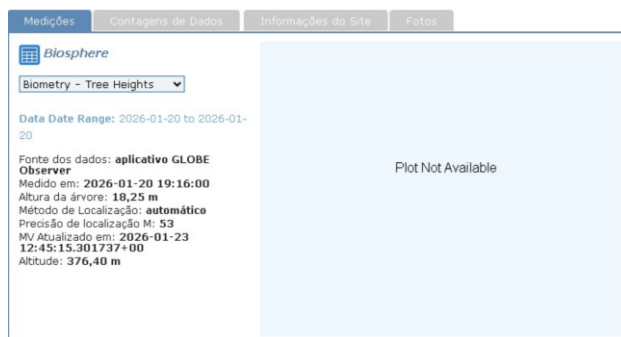 Medições Contagens de Dados Informações do Site Fotos
Biosphere
Biometry - Tree Heights
Data Date Range: 2026-01-20 to 2026-01-
20
Fonte dos dados: aplicativo GLOBE
Observer
Medido em: 2026-01-20 19:16:00
Altura da árvore: 18,25 m
Método de Localização: automático
Precisão de localização M: 53
MV Atualizado em: 2026-01-23
12:45:15.301737+00
Altitude: 376,40 m
Plot Not Available